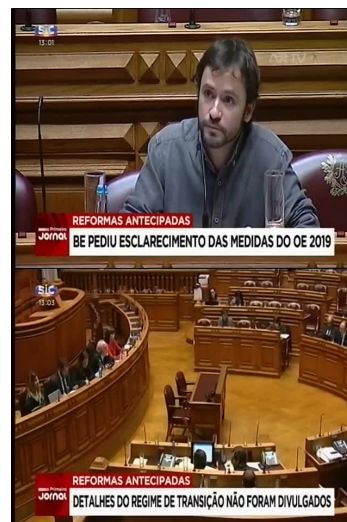 SIC
13:01
REFORMAS ANTECIPADAS
Primeiro
Jornal
BE PEDIU ESCLARECIMENTO DAS MEDIDAS DO OE 2019
SIC
13:03
REFORMAS ANTECIPADAS
Primeiro
Jornal
DETALHES DO REGIME DE TRANSIÇÃO NÃO FORAM DIVULGADOS